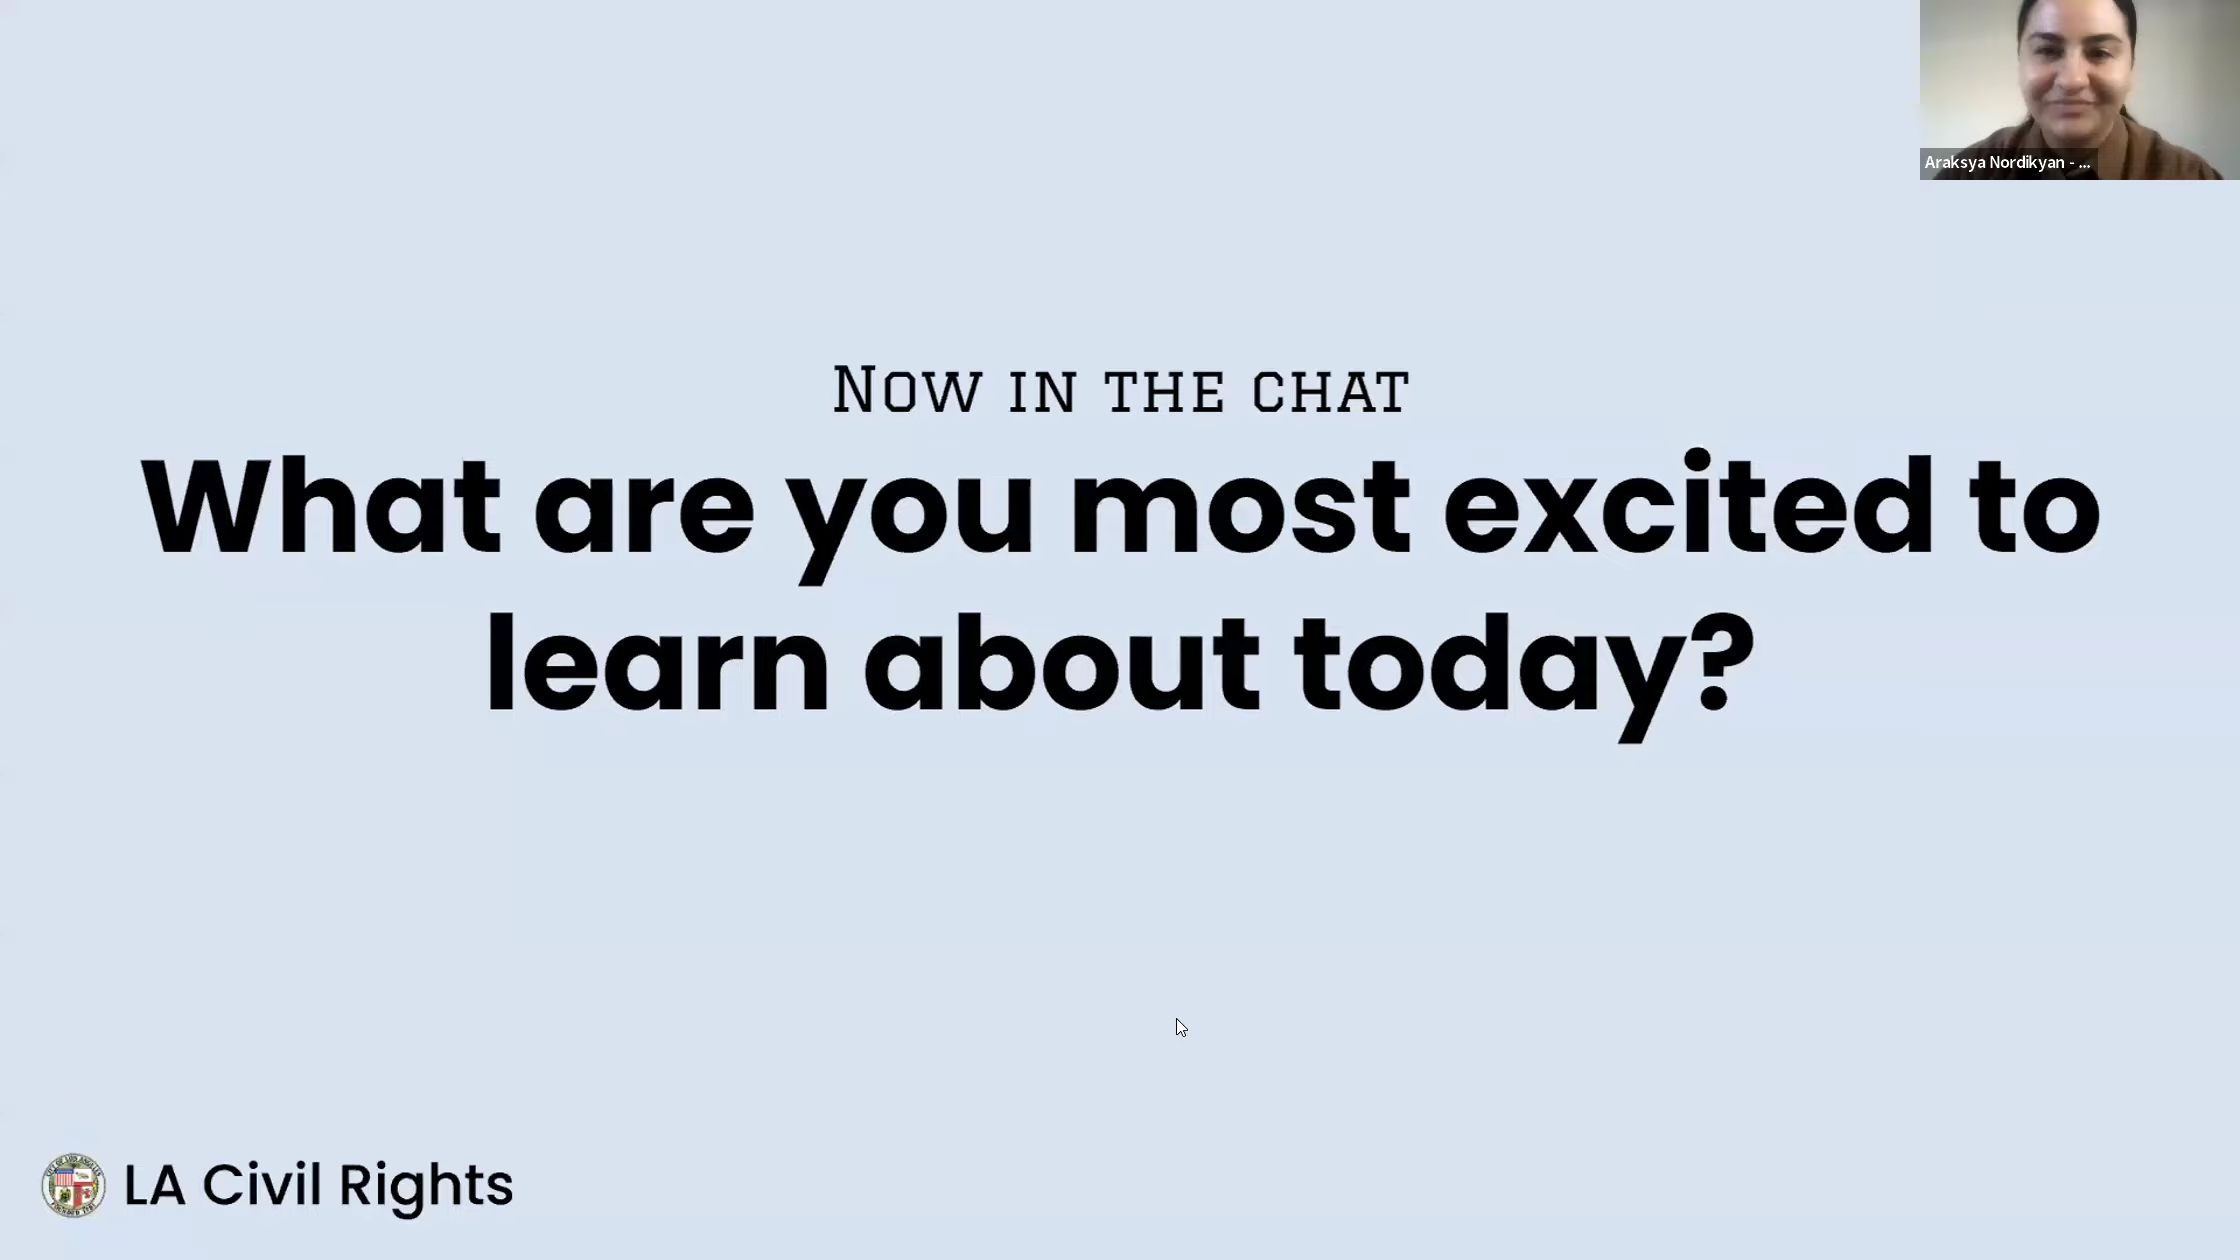 Araksya Nordikyan - ...
Now in the chat
What are you most excited to
learn about today?
LA Civil Rights